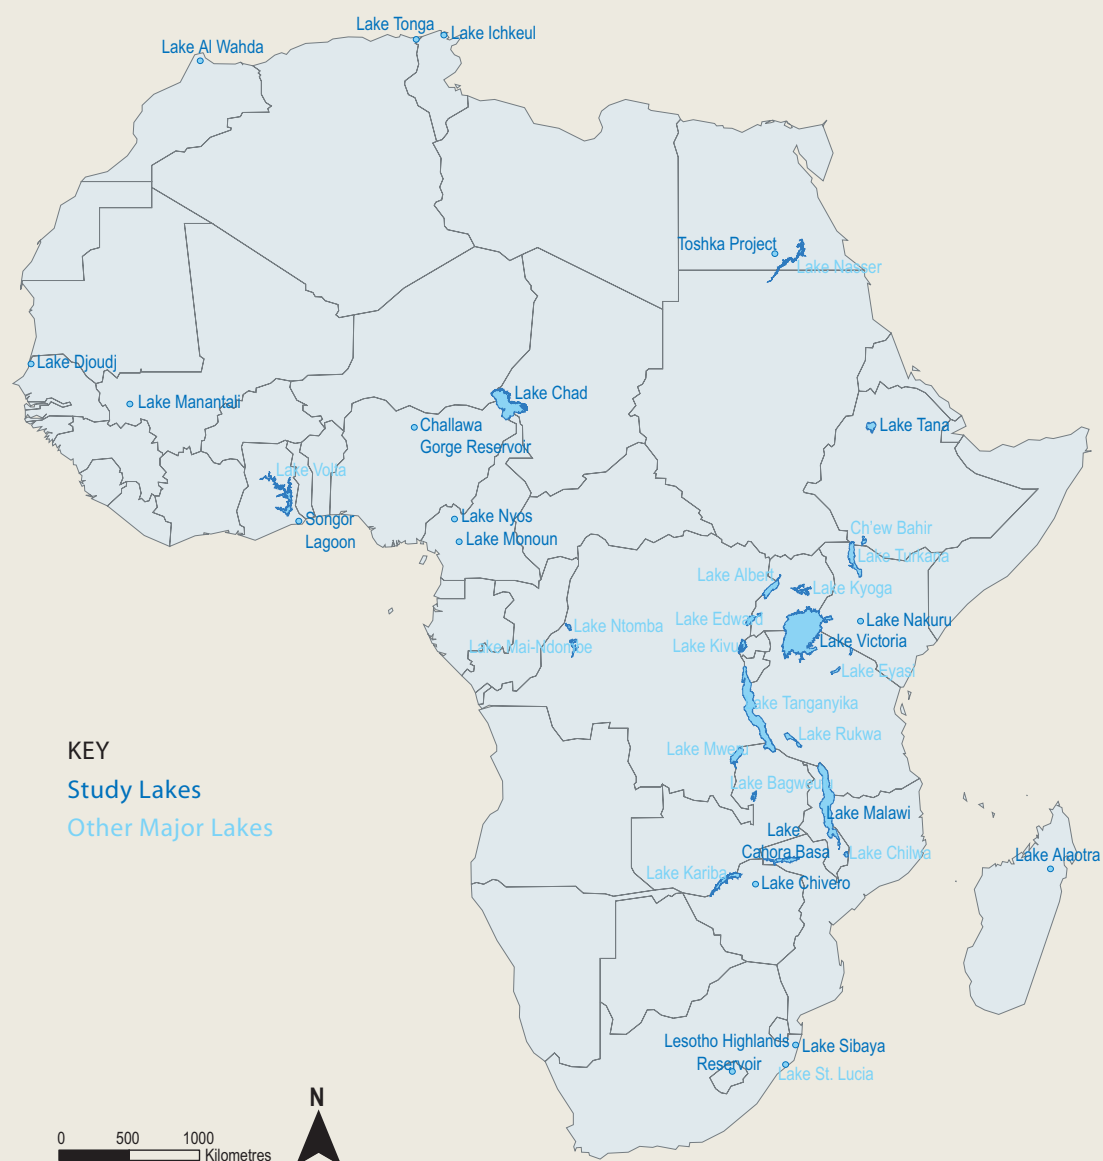 Lake Tonga
Lake Ichkeul
Lake Al Wahda
Toshka Project
Lake Nasser
Lake Djoudj
Lake Manantali
Lake Chad
Challawa
Gorge Reservoir
Lake Tana
Lake Volta
Songor
Lagoon
Lake Nyos
Lake Monoun
Ch'ew Bahir
Lake Turkana
Lake Albert
Lake Kyoga
Lake Ntomba
Lake Edward
Lake Nakuru
Lake Mai-Ndombe
Lake Kivu
Lake Victoria
Lake Eyasi
Lake Tanganyika
Lake Rukwa
Lake Mweru
KEY
Study Lakes
Other Major Lakes
Lake Bagweulu
Lake Malawi
Lake
Cahora Basa
Lake Chilwa
Lake Alaotra
Lake Kariba
Lake Chivero
Lesotho Highlands
Reservoir
Lake Sibaya
Lake St. Lucia
N
0 500 1000
Kilometres